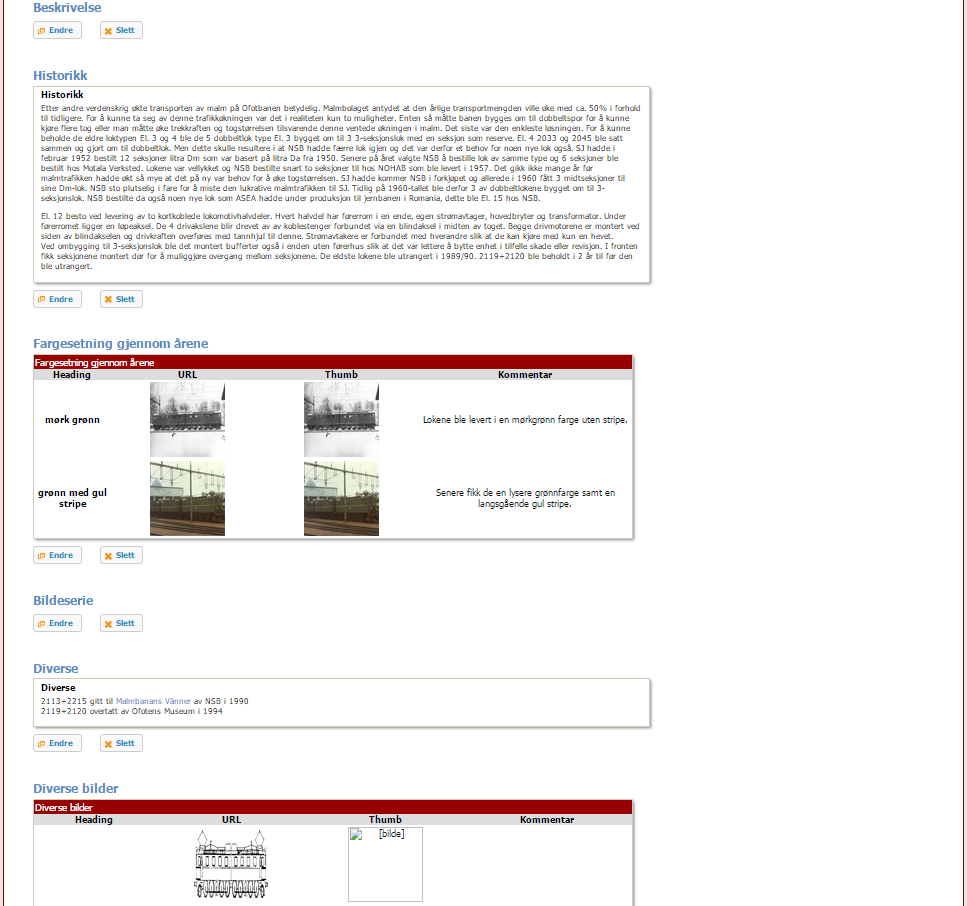 Beskrivelse
Endre Slett
Historikk
Historikk
Etter andre verdenskrig økte transporten av malm på Ofotbanen betydelig. Malmbolaget antydet at den årlige transportmengden ville øke med ca. 50% i forhold
til tidligere. For å kunne ta seg av denne trafikkøkningen var det i realiteten kun to muligheter. Enten så måtte banen bygges om til dobbeltspor for å kunne
kjøre flere tog eller man måtte øke trekkraften og togstørrelsen tilsvarende denne ventede økningen i malm. Det siste var den enkleste løsningen. For å kunne
beholde de eldre loktypen El. 3 og 4 ble de 5 dobbeltlok type El. 3 bygget om til 3 3-seksjonslok med en seksjon som reserve. El. 4 2033 og 2045 ble satt
sammen og gjort om til dobbeltlok. Men dette skulle resultere i at NSB hadde færre lok igjen og det var derfor et behov for noen nye lok også. SJ hadde i
februar 1952 bestilt 12 seksjoner litra Dm som var basert på litra Da fra 1950. Senere på året valgte NSB å bestille lok av samme type og 6 seksjoner ble
bestilt hos Motala Verksted. Lokene var vellykket og NSB bestilte snart to seksjoner til hos NOHAB som ble levert i 1957. Det gikk ikke mange år før
malmtrafikken hadde økt så mye at det på ny var behov for å øke togstørrelsen. SJ hadde kommer NSB i forkjøpet og allerede i 1960 fått 3 midtseksjoner til
sine Dm-lok. NSB sto plutselig i fare for å miste den lukrative malmtrafikken til SJ. Tidlig på 1960-tallet ble derfor 3 av dobbeltlokene bygget om til 3-
seksjonslok. NSB bestilte da også noen nye lok som ASEA hadde under produksjon til jernbanen i Romania, dette ble El. 15 hos NSB.
El. 12 besto ved levering av to kortkoblede lokomotivhalvdeler. Hvert halvdel har førerrom i en ende, egen strømavtager, hovedbryter og transformator. Under
førerromet ligger en løpeaksel. De 4 drivakslene blir drevet av av koblestenger forbundet via en blindaksel i midten av toget. Begge drivmotorene er montert ved
siden av blindakselen og drivkraften overføres med tannhjul til denne. Strømavtakere er forbundet med hverandre slik at de kan kjøre med kun en hevet.
Ved ombygging til 3-seksjonslok ble det montert bufferter også i enden uten førerhus slik at det var lettere å bytte enhet i tilfelle skade eller revisjon. I fronten
fikk seksjonene montert dør for å muliggjøre overgang mellom seksjonene. De eldste lokene ble utrangert i 1989/90. 2119+2120 ble beholdt i 2 år til før den
ble utrangert.
Endre Slett
Fargesetning gjennom årene
Fargesetning gjennom årene
Heading URL Thumb Kommentar
mørk grønn Lokene ble levert i en mørkgrønn farge uten stripe.
grønn med gul
stripe
Senere fikk de en lysere grønnfarge samt en
langsgående gul stripe.
Endre Slett
Bildeserie
Endre Slett
Diverse
Diverse
2113+2215 gitt til Malmbanans Vänner av NSB i 1990
2119+2120 overtatt av Ofotens Museum i 1994
Endre Slett
Diverse bilder
Diverse bilder
Heading URL Thumb Kommentar
[bilde]